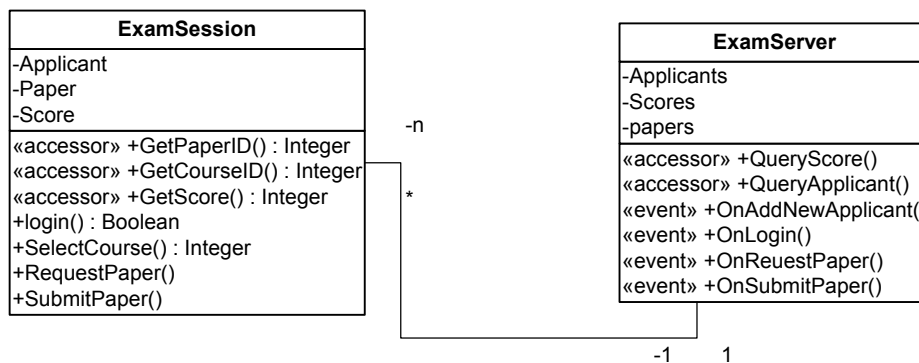 ExamSession
-Applicant
-Paper
-Score
«accessor» +GetPaperID() : Integer
«accessor» +GetCourseID() : Integer
«accessor» +GetScore() : Integer
+login() : Boolean
+SelectCourse() : Integer
+RequestPaper()
+SubmitPaper()
-n
*
ExamServer
-Applicants
-Scores
-papers
«accessor» +QueryScore()
«accessor» +QueryApplicant()
«event» +OnAddNewApplicant(
«event» +OnLogin()
«event» +OnReuestPaper()
«event» +OnSubmitPaper()
-1 1